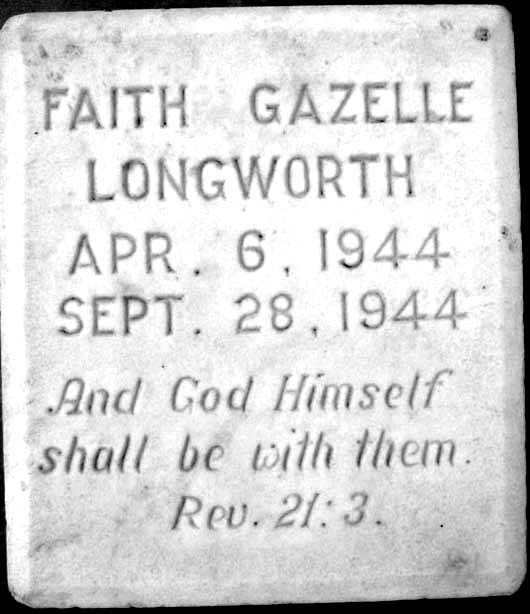 FAITH GAZELLE
LONGWORTH
APR. 6, 1944
SEPT. 28, 1944
And God Himself
shall be with them.
Rev. 21:3.